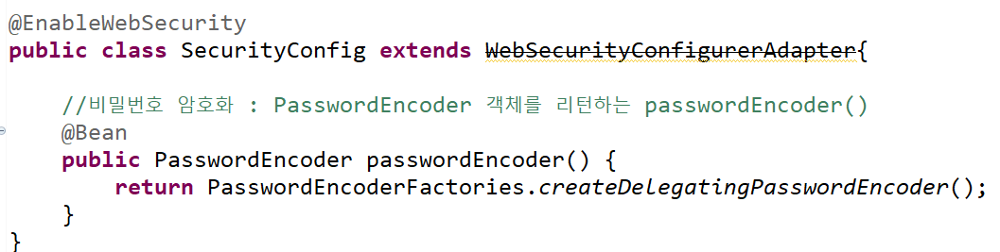 @EnableWebSecurity
public class SecurityConfig extends WebSecurityConfigurerAdapter{
//비밀번호 암호화 : PasswordEncoder 객체를 리턴하는 passwordEncoder()
@Bean
public PasswordEncoder passwordEncoder() {
return PasswordEncoderFactories.createDelegatingPasswordEncoder();
}
}